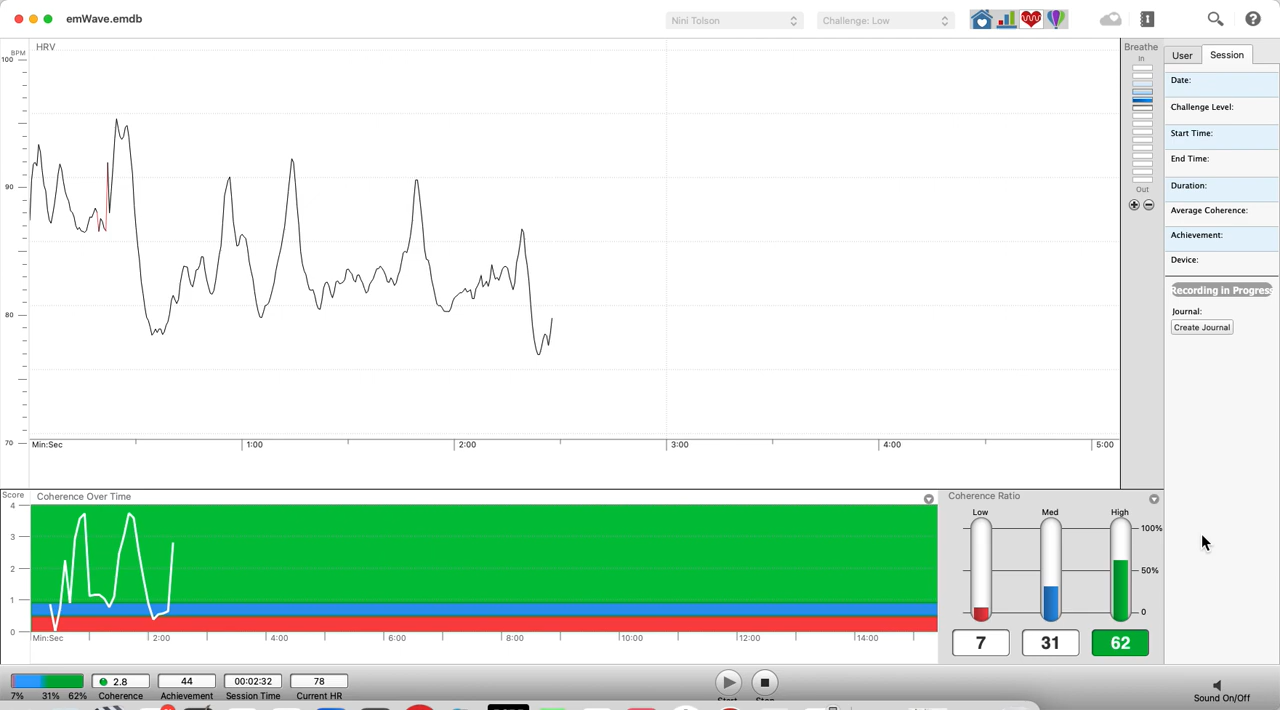 emWave.emdb
Nini Tolson
Challenge: Low
HRV
BPM
100
90
80
70
Min:Sec
1:00
2:00
3:00
4:00
5:00
Breathe
In
Out
User
Session
Date:
Challenge Level:
Start Time:
End Time:
Duration:
Average Coherence:
Achievement:
Device:
Recording in Progress
Journal:
Create Journal
Score
Coherence Over Time
4
3
2
1
0
Min:Sec
2:00
4:00
6:00
8:00
10:00
12:00
14:00
Coherence Ratio
Low
Med
High
100%
50%
0
7
31
62
2.8
44
00:02:32
78
7%
31%
62%
Coherence
Achievement
Session Time
Current HR
Start
Stop
Sound On/Off